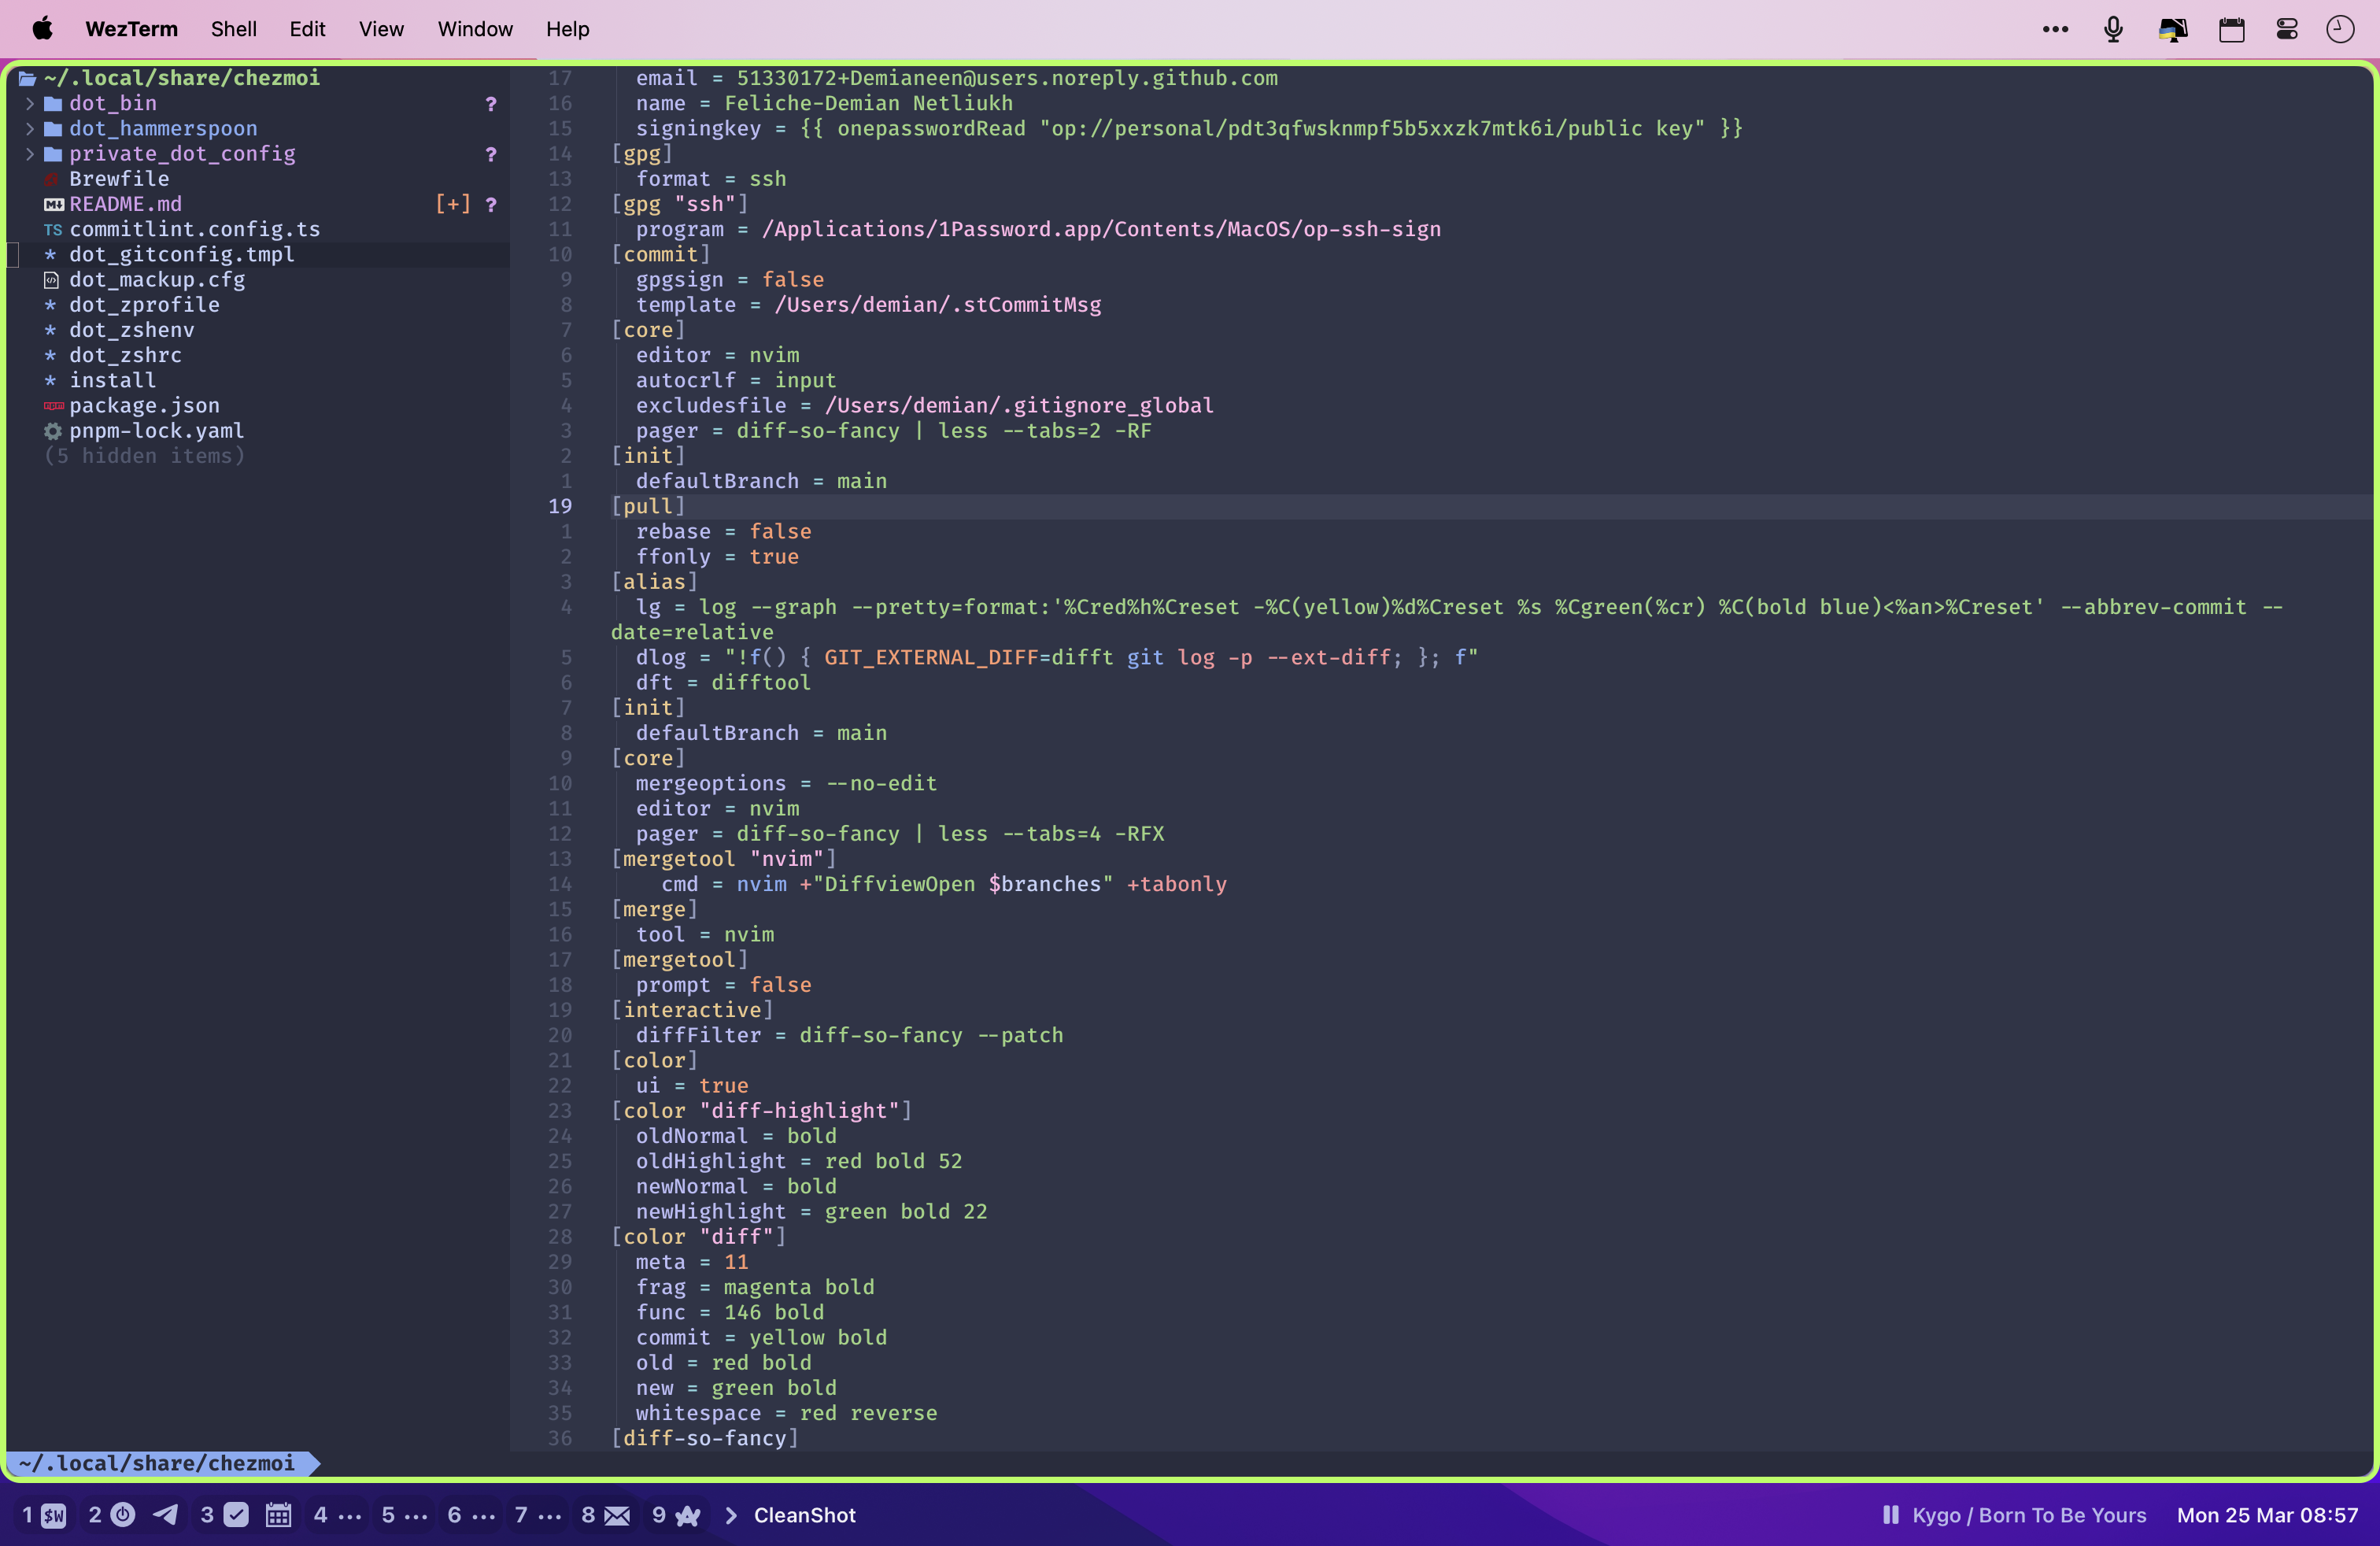 WezTerm Shell Edit View Window Help
~/.local/share/chezmoi
dot_bin ?
dot_hammerspoon
private_dot_config ?
Brewfile
README.md [+] ?
TS commitlint.config.ts
* dot_gitconfig.tmpl
dot_mackup.cfg
* dot_zprofile
* dot_zshenv
* dot_zshrc
* install
package.json
pnpm-lock.yaml
(5 hidden items)
17 email = 51330172+Demianeen@users.noreply.github.com
16 name = Feliche-Demian Netliukh
15 signingkey = {{ onepasswordRead "op://personal/pdt3qfwsknmpf5b5xxzk7mtk6i/public key" }}
14 [gpg]
13 format = ssh
12 [gpg "ssh"]
11 program = /Applications/1Password.app/Contents/MacOS/op-ssh-sign
10 [commit]
9 gpgsign = false
8 template = /Users/demian/.stCommitMsg
7 [core]
6 editor = nvim
5 autocrlf = input
4 excludesfile = /Users/demian/.gitignore_global
3 pager = diff-so-fancy | less --tabs=2 -RF
2 [init]
1 defaultBranch = main
19 [pull]
1 rebase = false
2 ffonly = true
3 [alias]
4 lg = log --graph --pretty=format:'%Cred%h%Creset -%C(yellow)%d%Creset %s %Cgreen(%cr) %C(bold blue)<%an>%Creset' --abbrev-commit --
date=relative
5 dlog = "!f() { GIT_EXTERNAL_DIFF=difft git log -p --ext-diff; }; f"
6 dft = difftool
7 [init]
8 defaultBranch = main
9 [core]
10 mergeoptions = --no-edit
11 editor = nvim
12 pager = diff-so-fancy | less --tabs=4 -RFX
13 [mergetool "nvim"]
14 cmd = nvim +"DiffviewOpen $branches" +tabonly
15 [merge]
16 tool = nvim
17 [mergetool]
18 prompt = false
19 [interactive]
20 diffFilter = diff-so-fancy --patch
21 [color]
22 ui = true
23 [color "diff-highlight"]
24 oldNormal = bold
25 oldHighlight = red bold 52
26 newNormal = bold
27 newHighlight = green bold 22
28 [color "diff"]
29 meta = 11
30 frag = magenta bold
31 func = 146 bold
32 commit = yellow bold
33 old = red bold
34 new = green bold
35 whitespace = red reverse
36 [diff-so-fancy]
~/.local/share/chezmoi
1 $W 2 3 4 ... 5 ... 6 ... 7 ... 8 9 > CleanShot Kygo / Born To Be Yours Mon 25 Mar 08:57